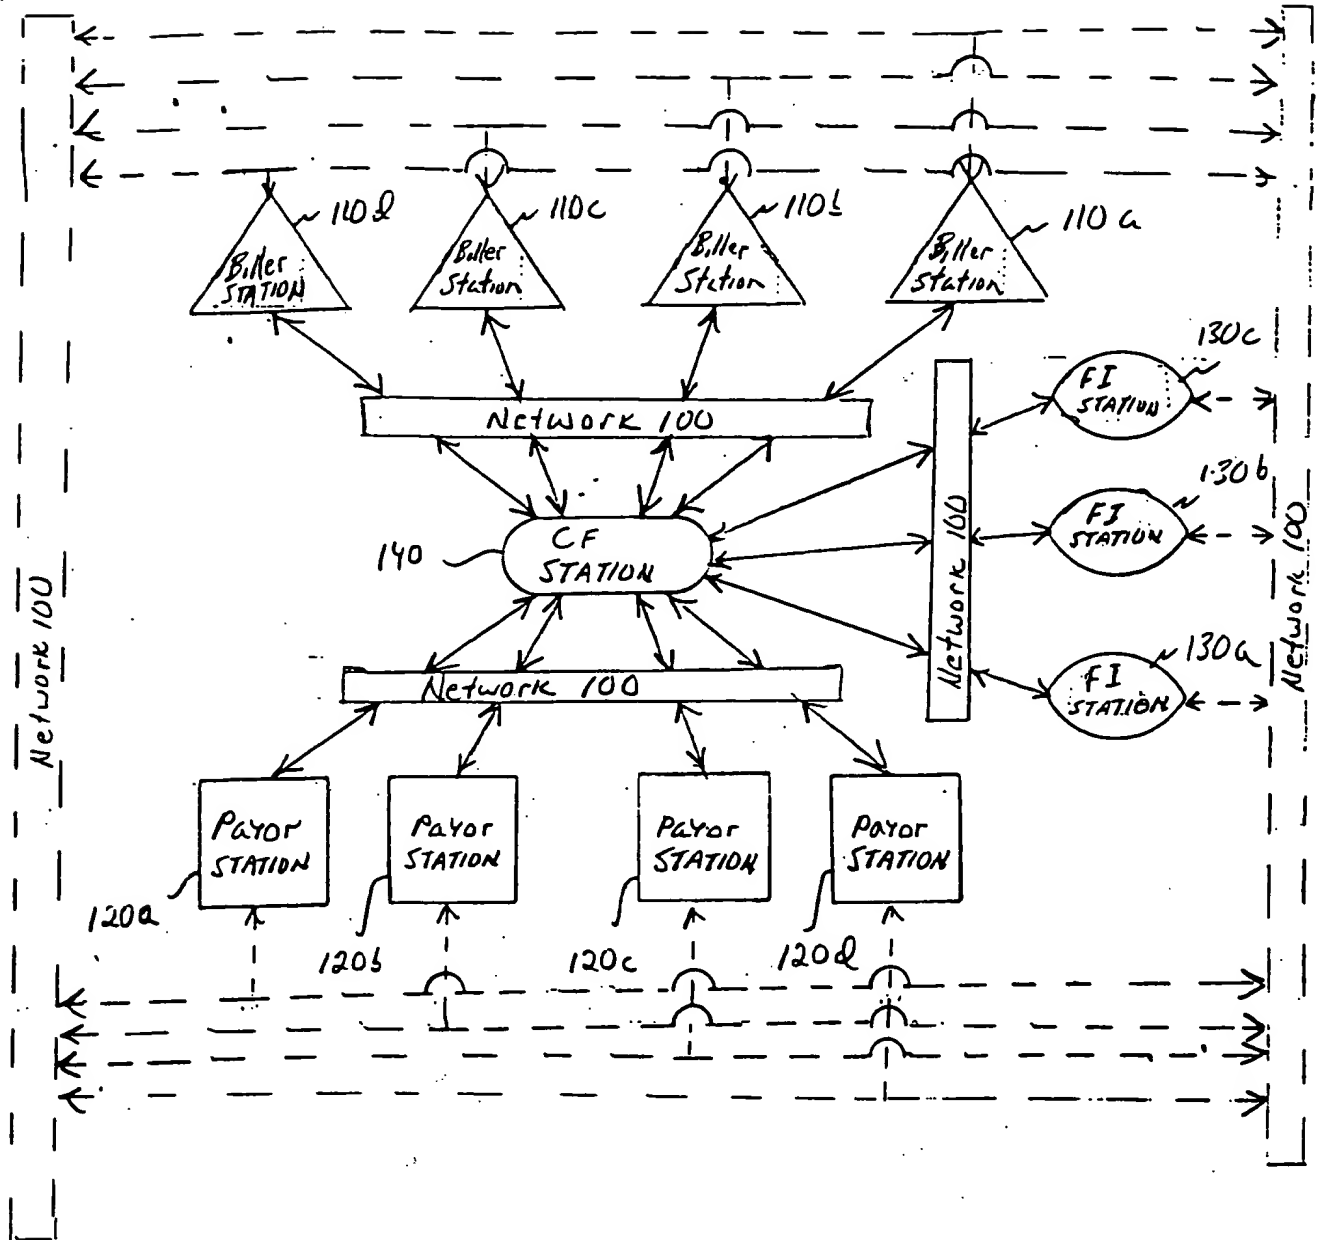 110d
110c
110b
110a
Biller
STATION
Biller
Station
Biller
Station
Biller
Station
130c
FI
STATION
Network 100
130b
FI
STATION
Network 100
140
CF
STATION
Network 100
Network 100
Network 100
130a
FI
STATION
Network 100
Payor
STATION
Payor
STATION
Payor
STATION
Payor
STATION
120a
120b
120c
120d